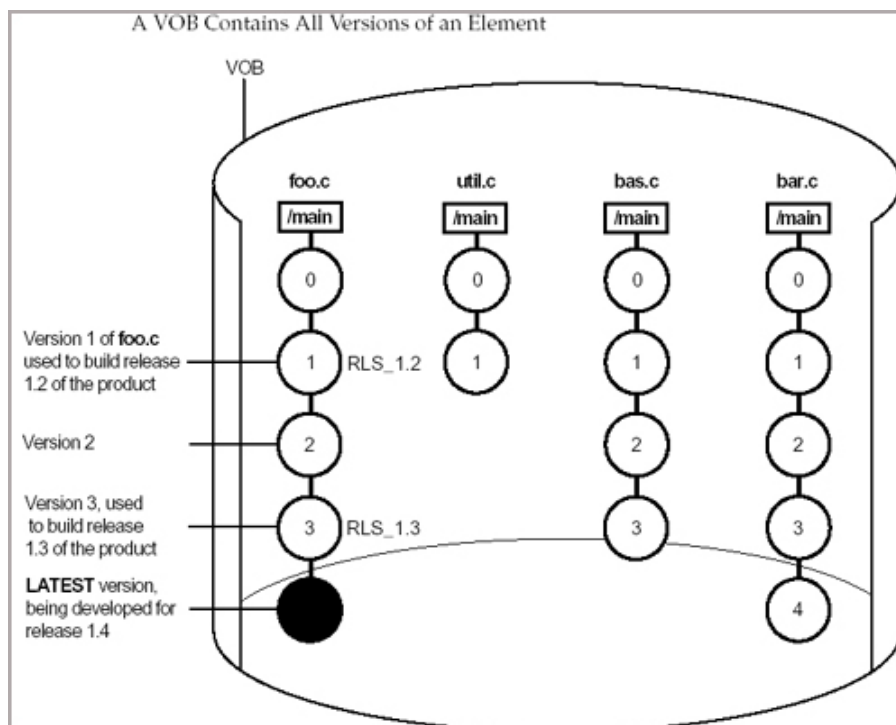 A VOB Contains All Versions of an Element
VOB
foo.c
util.c
bas.c
bar.c
/main
/main
/main
/main
0
0
0
0
Version 1 of foo.c
used to build release
1.2 of the product
1
RLS_1.2
1
1
1
Version 2
2
2
2
Version 3, used
to build release
1.3 of the product
3
RLS_1.3
3
3
LATEST version,
being developed for
release 1.4
4